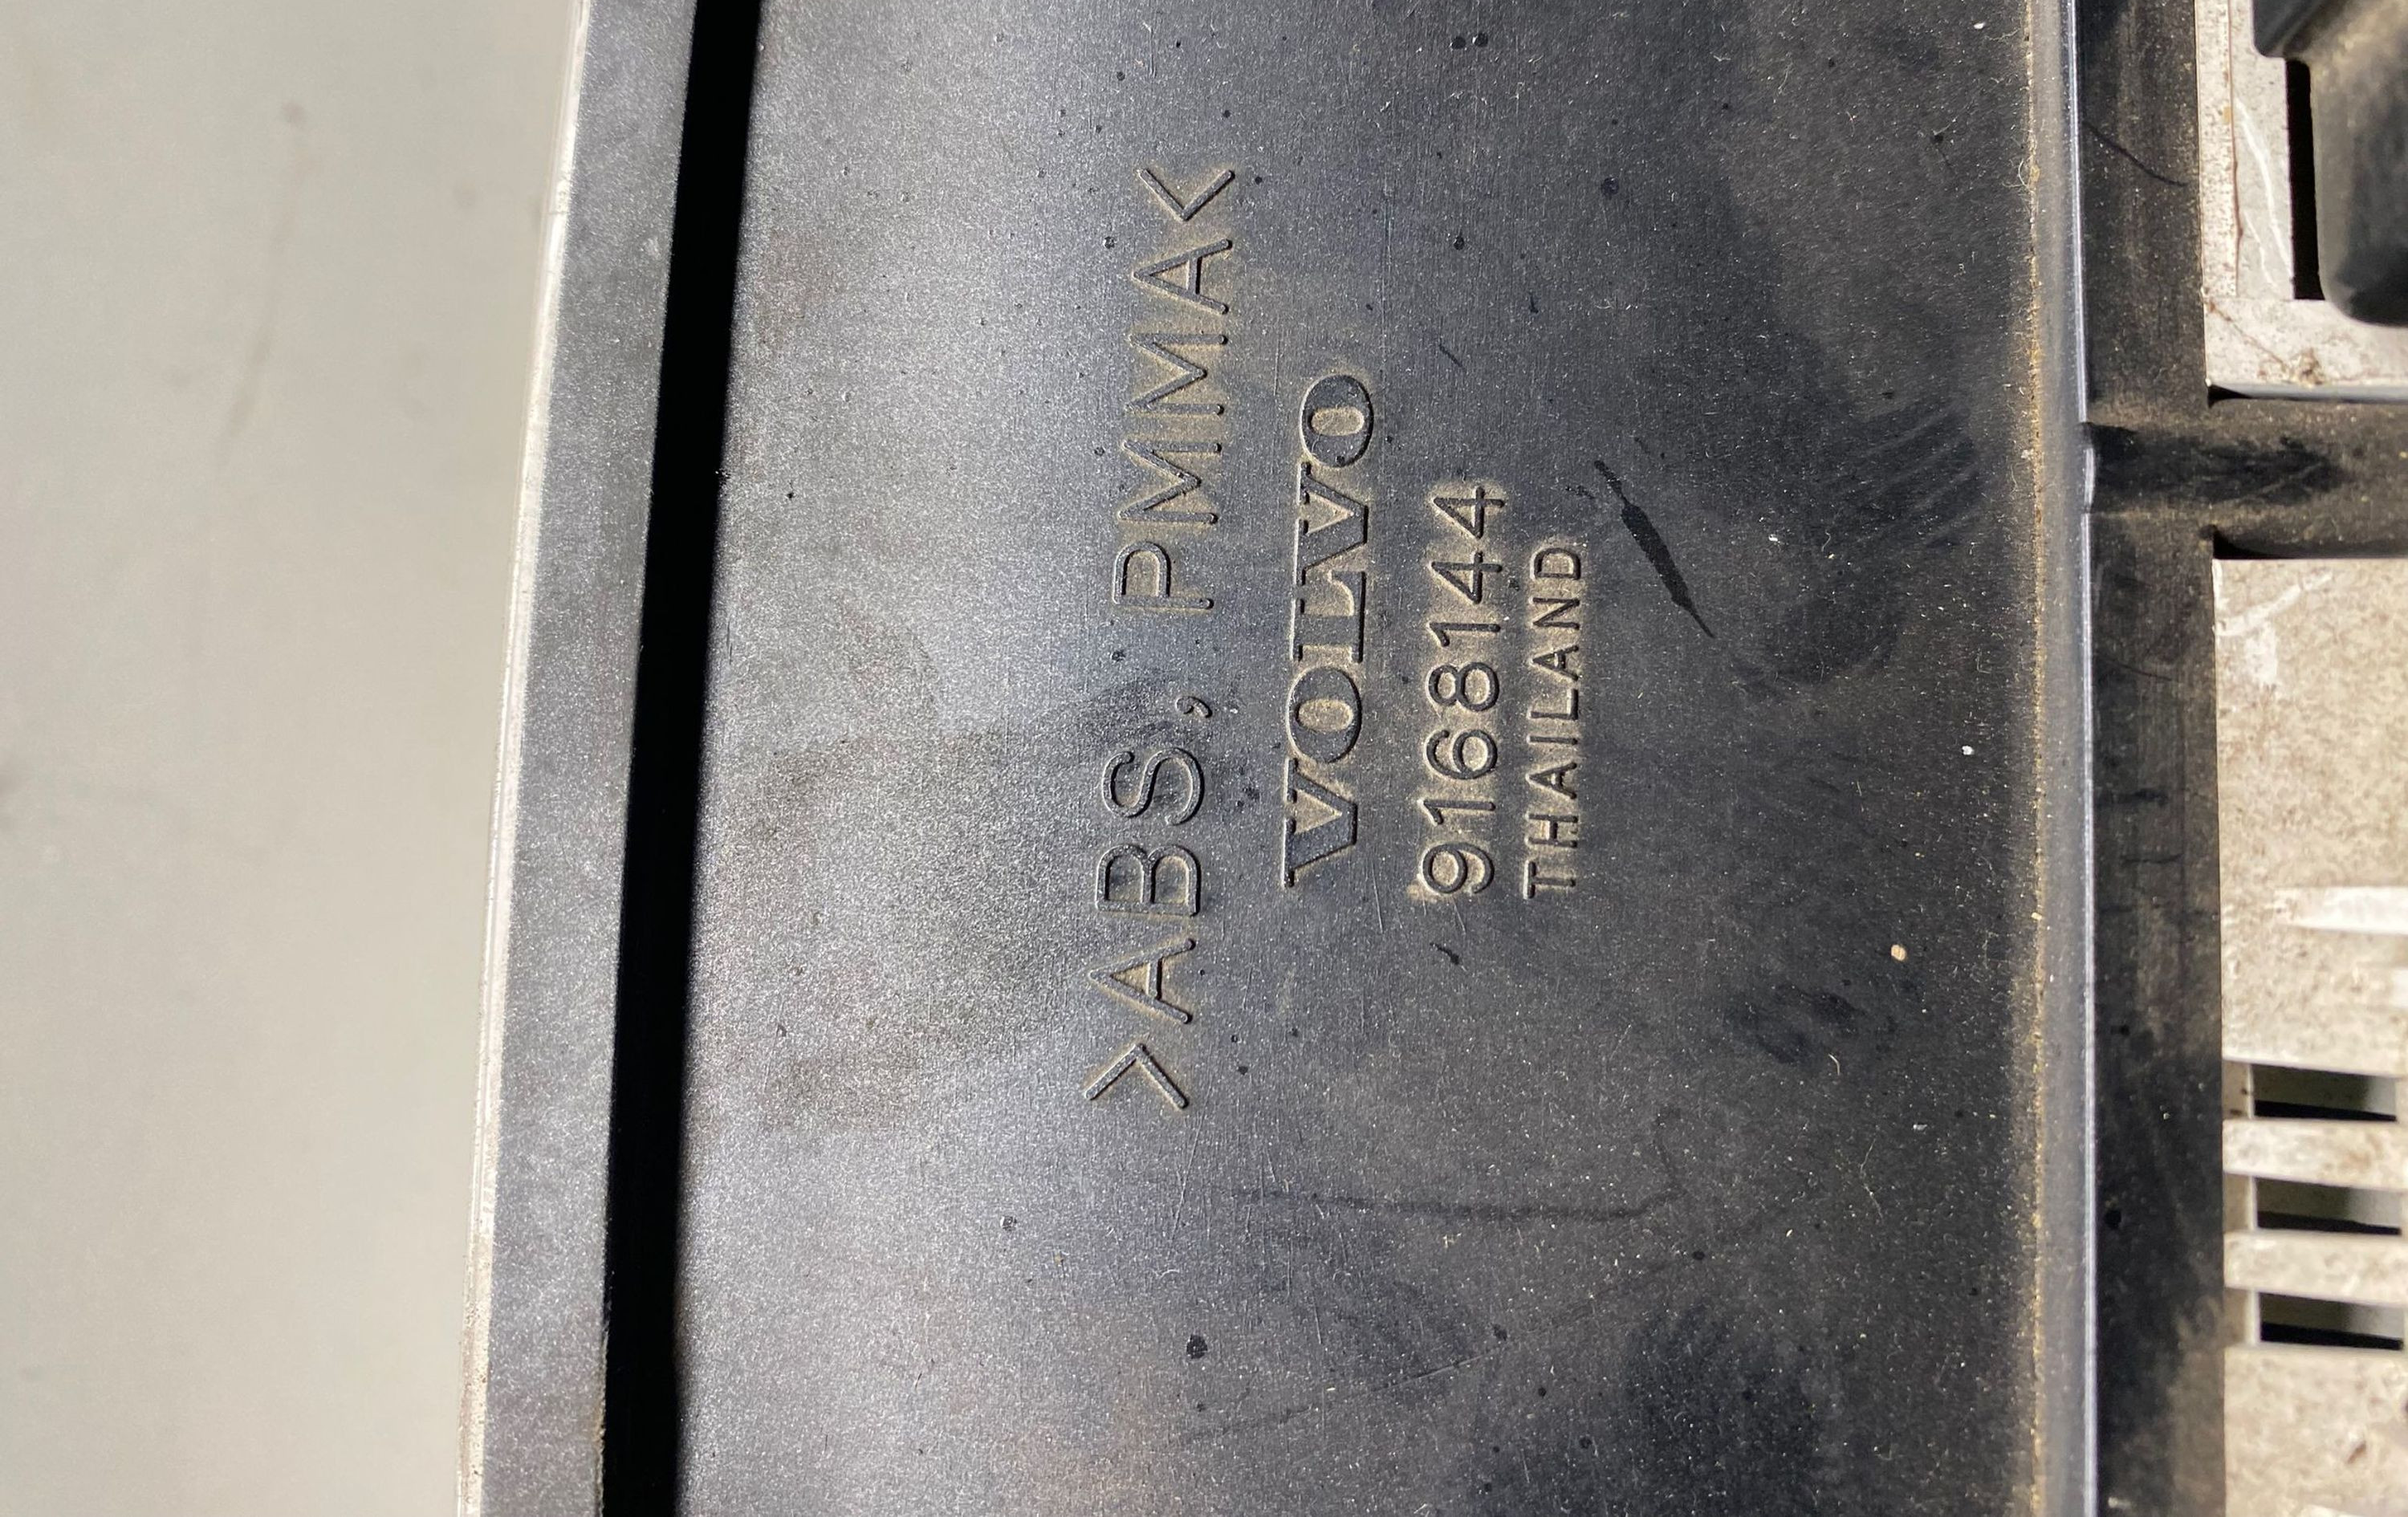 >ABS, PMMA<
VOLVO
9168144
THAILAND